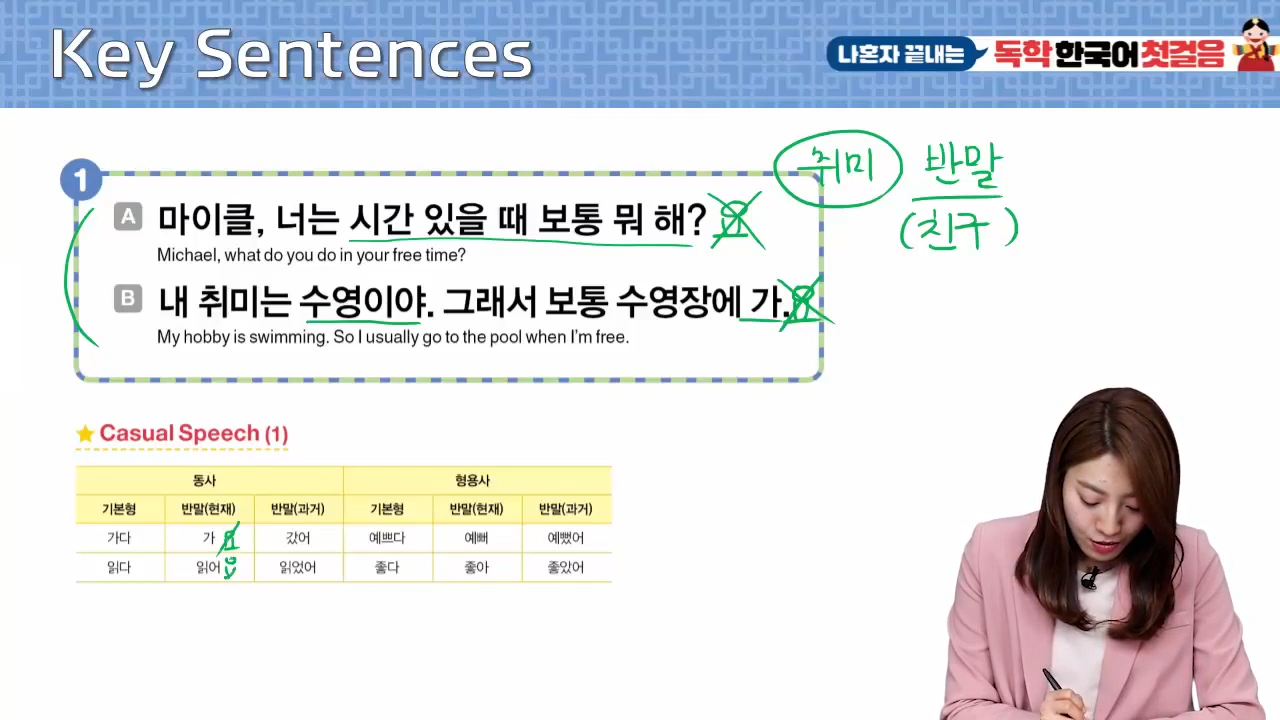 Key Sentences
나혼자 끝내는 독학 한국어 첫걸음
취미 반말
(친구)
1
A 마이클, 너는 시간 있을 때 보통 뭐 해? 요
Michael, what do you do in your free time?
B 내 취미는 수영이야. 그래서 보통 수영장에 가. 요
My hobby is swimming. So I usually go to the pool when I'm free.
Casual Speech (1)
동사 형용사
기본형 반말(현재) 반말(과거) 기본형 반말(현재) 반말(과거)
가다 가 요 갔어 예쁘다 예뻐 예뻤어
읽다 읽어 요 읽었어 좋다 좋아 좋았어